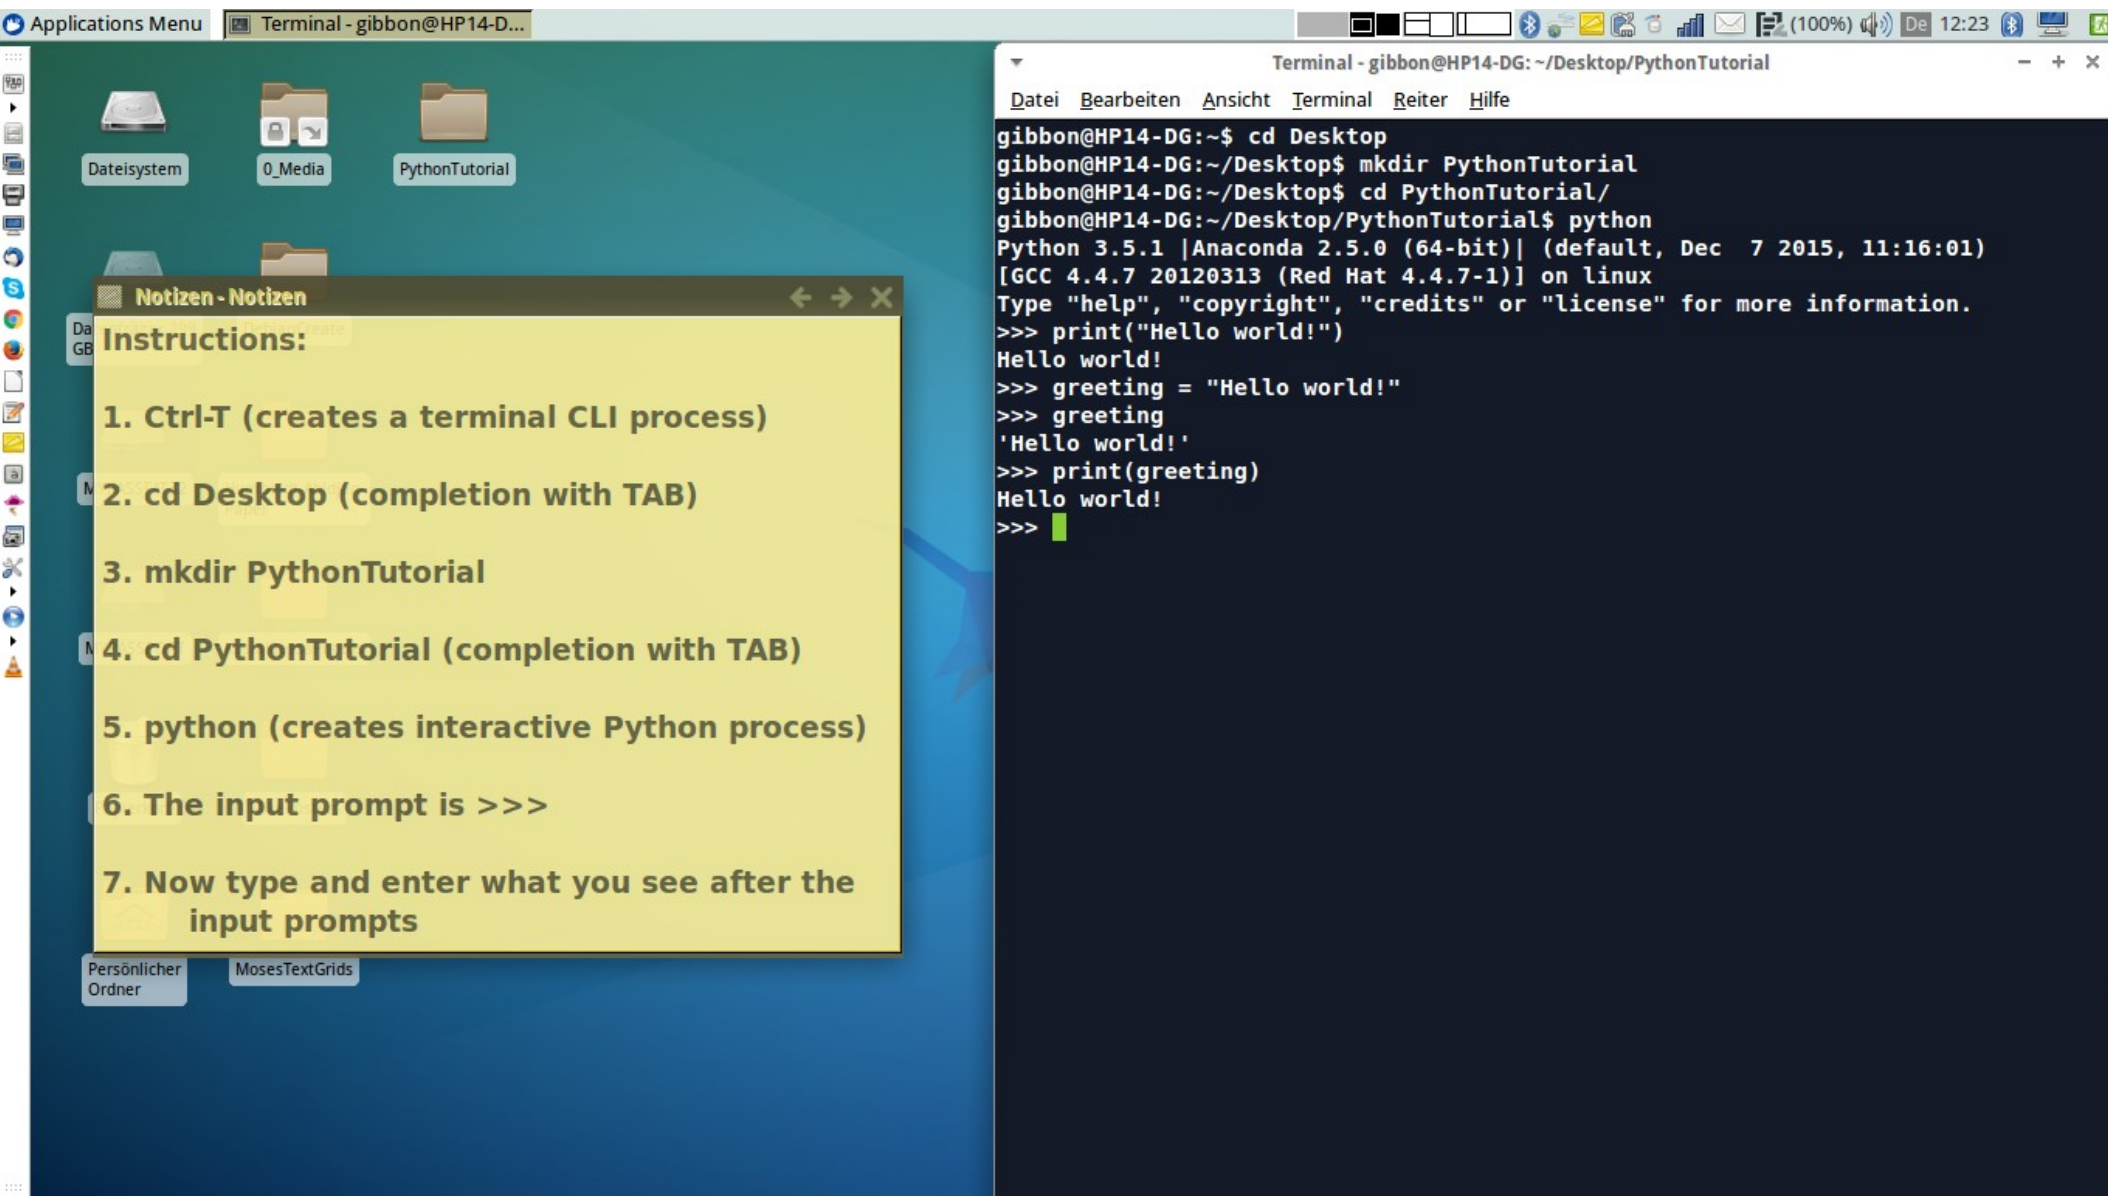 Applications Menu
Terminal - gibbon@HP14-D...
(100%)
De
12:23
Dateisystem
0_Media
PythonTutorial
Notizen - Notizen
Instructions:
1. Ctrl-T (creates a terminal CLI process)
2. cd Desktop (completion with TAB)
3. mkdir PythonTutorial
4. cd PythonTutorial (completion with TAB)
5. python (creates interactive Python process)
6. The input prompt is >>>
7. Now type and enter what you see after the
input prompts
Persönlicher
Ordner
MosesTextGrids
Terminal - gibbon@HP14-DG: ~/Desktop/PythonTutorial
Datei Bearbeiten Ansicht Terminal Reiter Hilfe
gibbon@HP14-DG:~$ cd Desktop
gibbon@HP14-DG:~/Desktop$ mkdir PythonTutorial
gibbon@HP14-DG:~/Desktop$ cd PythonTutorial/
gibbon@HP14-DG:~/Desktop/PythonTutorial$ python
Python 3.5.1 |Anaconda 2.5.0 (64-bit)| (default, Dec  7 2015, 11:16:01)
[GCC 4.4.7 20120313 (Red Hat 4.4.7-1)] on linux
Type "help", "copyright", "credits" or "license" for more information.
>>> print("Hello world!")
Hello world!
>>> greeting = "Hello world!"
>>> greeting
'Hello world!'
>>> print(greeting)
Hello world!
>>>